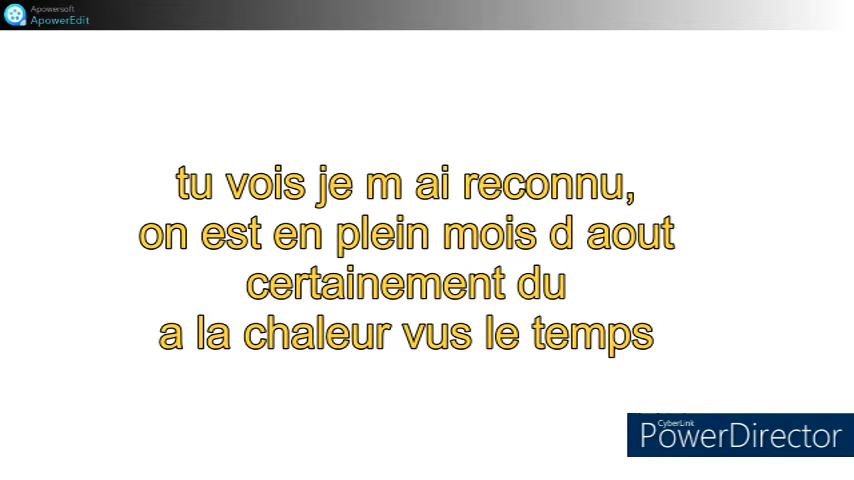 Apowersoft
ApowerEdit
tu vois je m ai reconnu,
on est en plein mois d aout
certainement du
a la chaleur vus le temps
CyberLink
PowerDirector